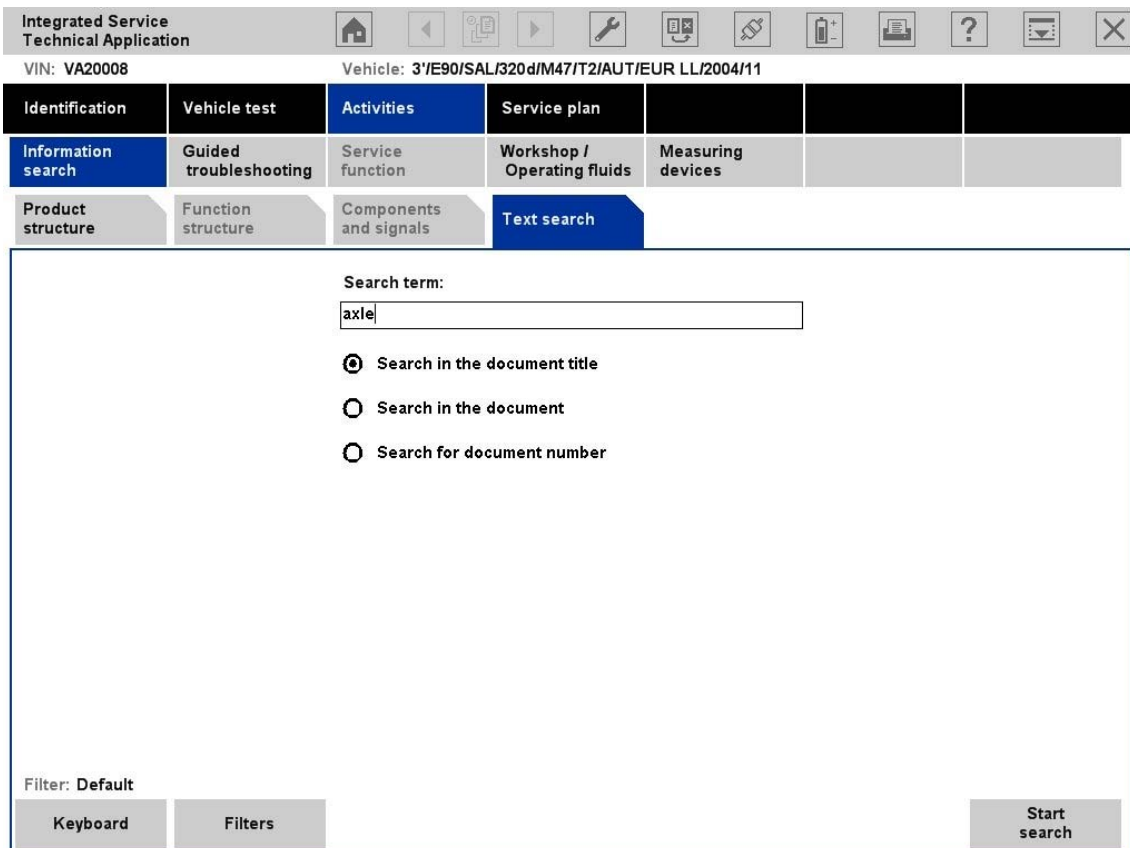 Integrated Service
Technical Application
VIN: VA20008
Vehicle: 3'/E90/SAL/320d/M47/T2/AUT/EUR LL/2004/11
Identification
Vehicle test
Activities
Service plan
Information
search
Guided
troubleshooting
Service
function
Workshop /
Operating fluids
Measuring
devices
Product
structure
Function
structure
Components
and signals
Text search
Search term:
axle
Search in the document title
Search in the document
Search for document number
Filter: Default
Keyboard
Filters
Start
search